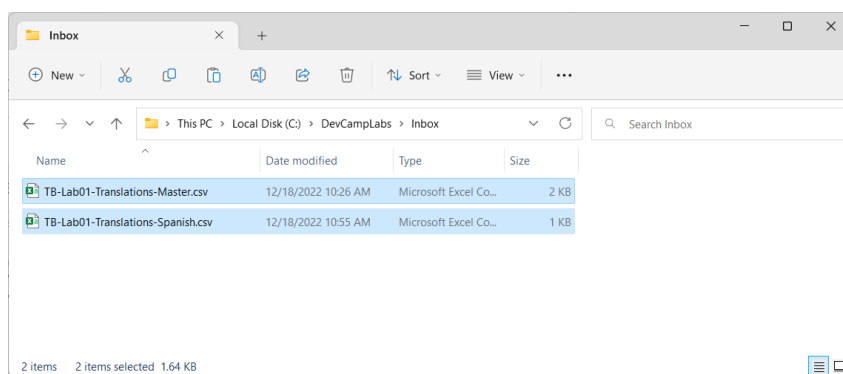 Inbox
New Sort View
This PC > Local Disk (C:) > DevCampLabs > Inbox Search Inbox
Name Date modified Type Size
TB-Lab01-Translations-Master.csv 12/18/2022 10:26 AM Microsoft Excel Co... 2 KB
TB-Lab01-Translations-Spanish.csv 12/18/2022 10:55 AM Microsoft Excel Co... 1 KB
2 items 2 items selected 1.64 KB